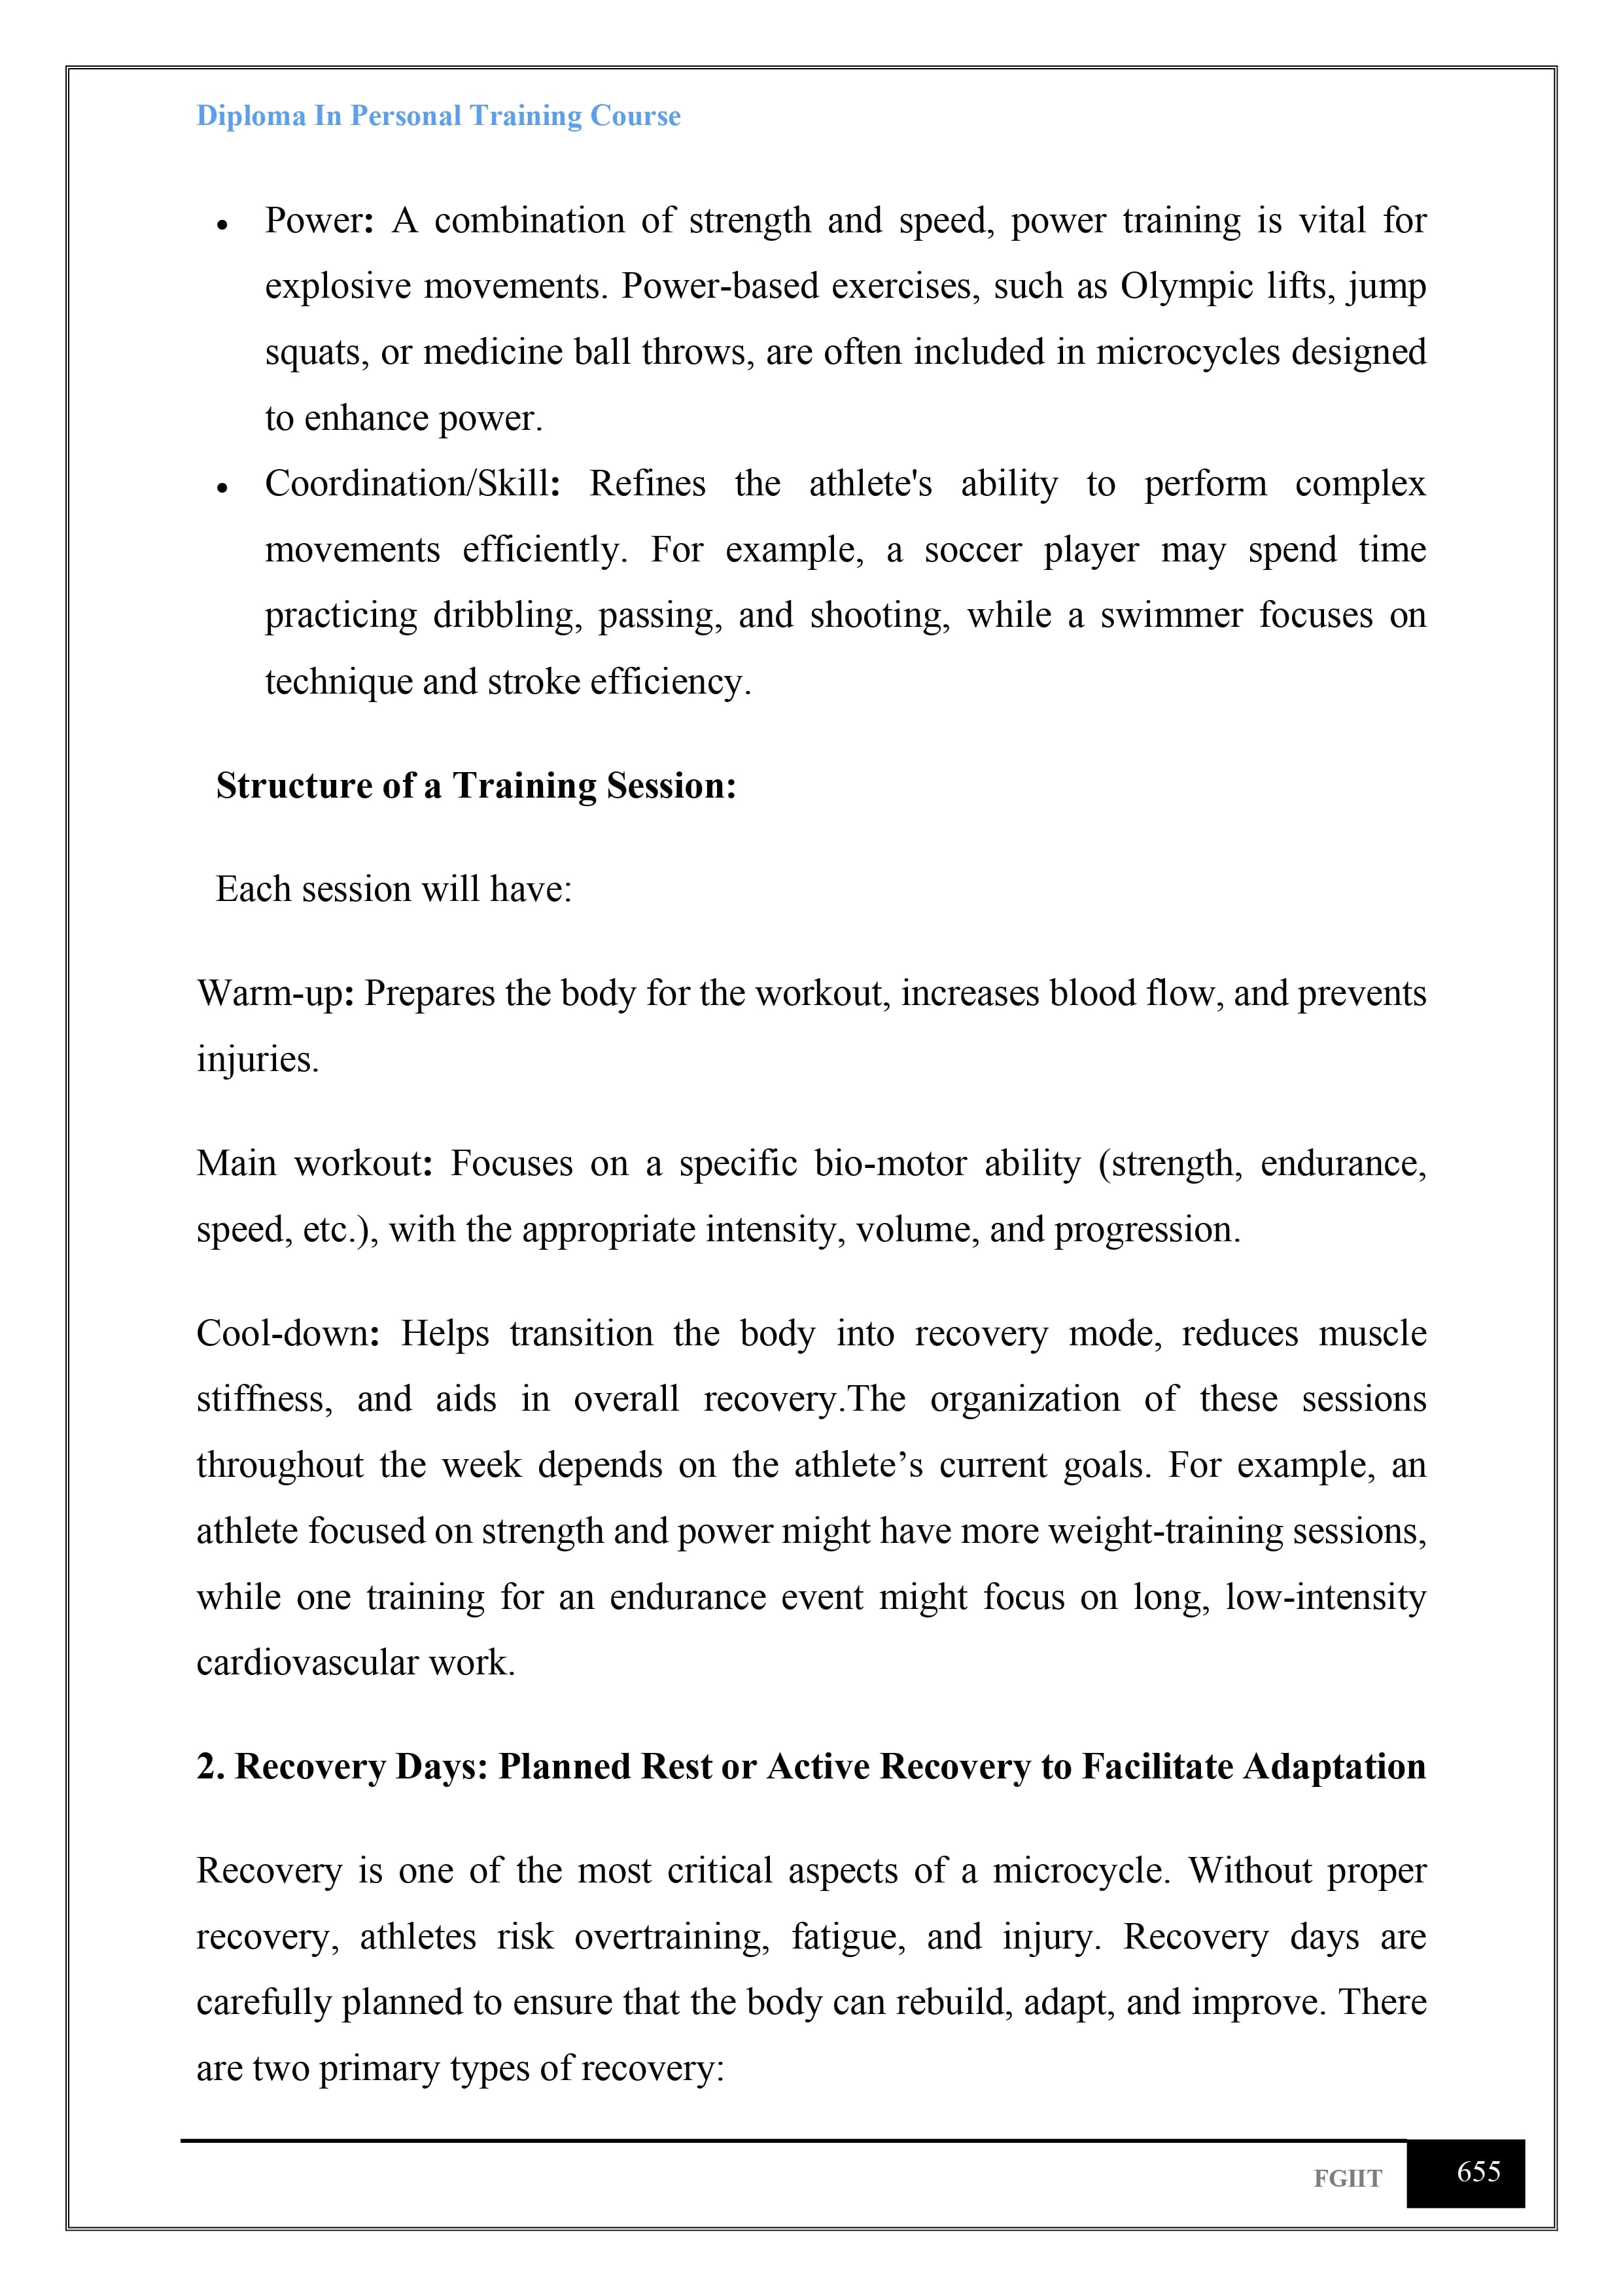 Diploma In Personal Training Course
• Power: A combination of strength and speed, power training is vital for
explosive movements. Power-based exercises, such as Olympic lifts, jump
squats, or medicine ball throws, are often included in microcycles designed
to enhance power.
• Coordination/Skill: Refines the athlete's ability to perform complex
movements efficiently. For example, a soccer player may spend time
practicing dribbling, passing, and shooting, while a swimmer focuses on
technique and stroke efficiency.
Structure of a Training Session:
Each session will have:
Warm-up: Prepares the body for the workout, increases blood flow, and prevents
injuries.
Main workout: Focuses on a specific bio-motor ability (strength, endurance,
speed, etc.), with the appropriate intensity, volume, and progression.
Cool-down: Helps transition the body into recovery mode, reduces muscle
stiffness, and aids in overall recovery.The organization of these sessions
throughout the week depends on the athlete’s current goals. For example, an
athlete focused on strength and power might have more weight-training sessions,
while one training for an endurance event might focus on long, low-intensity
cardiovascular work.
2. Recovery Days: Planned Rest or Active Recovery to Facilitate Adaptation
Recovery is one of the most critical aspects of a microcycle. Without proper
recovery, athletes risk overtraining, fatigue, and injury. Recovery days are
carefully planned to ensure that the body can rebuild, adapt, and improve. There
are two primary types of recovery:
FGIIT 655